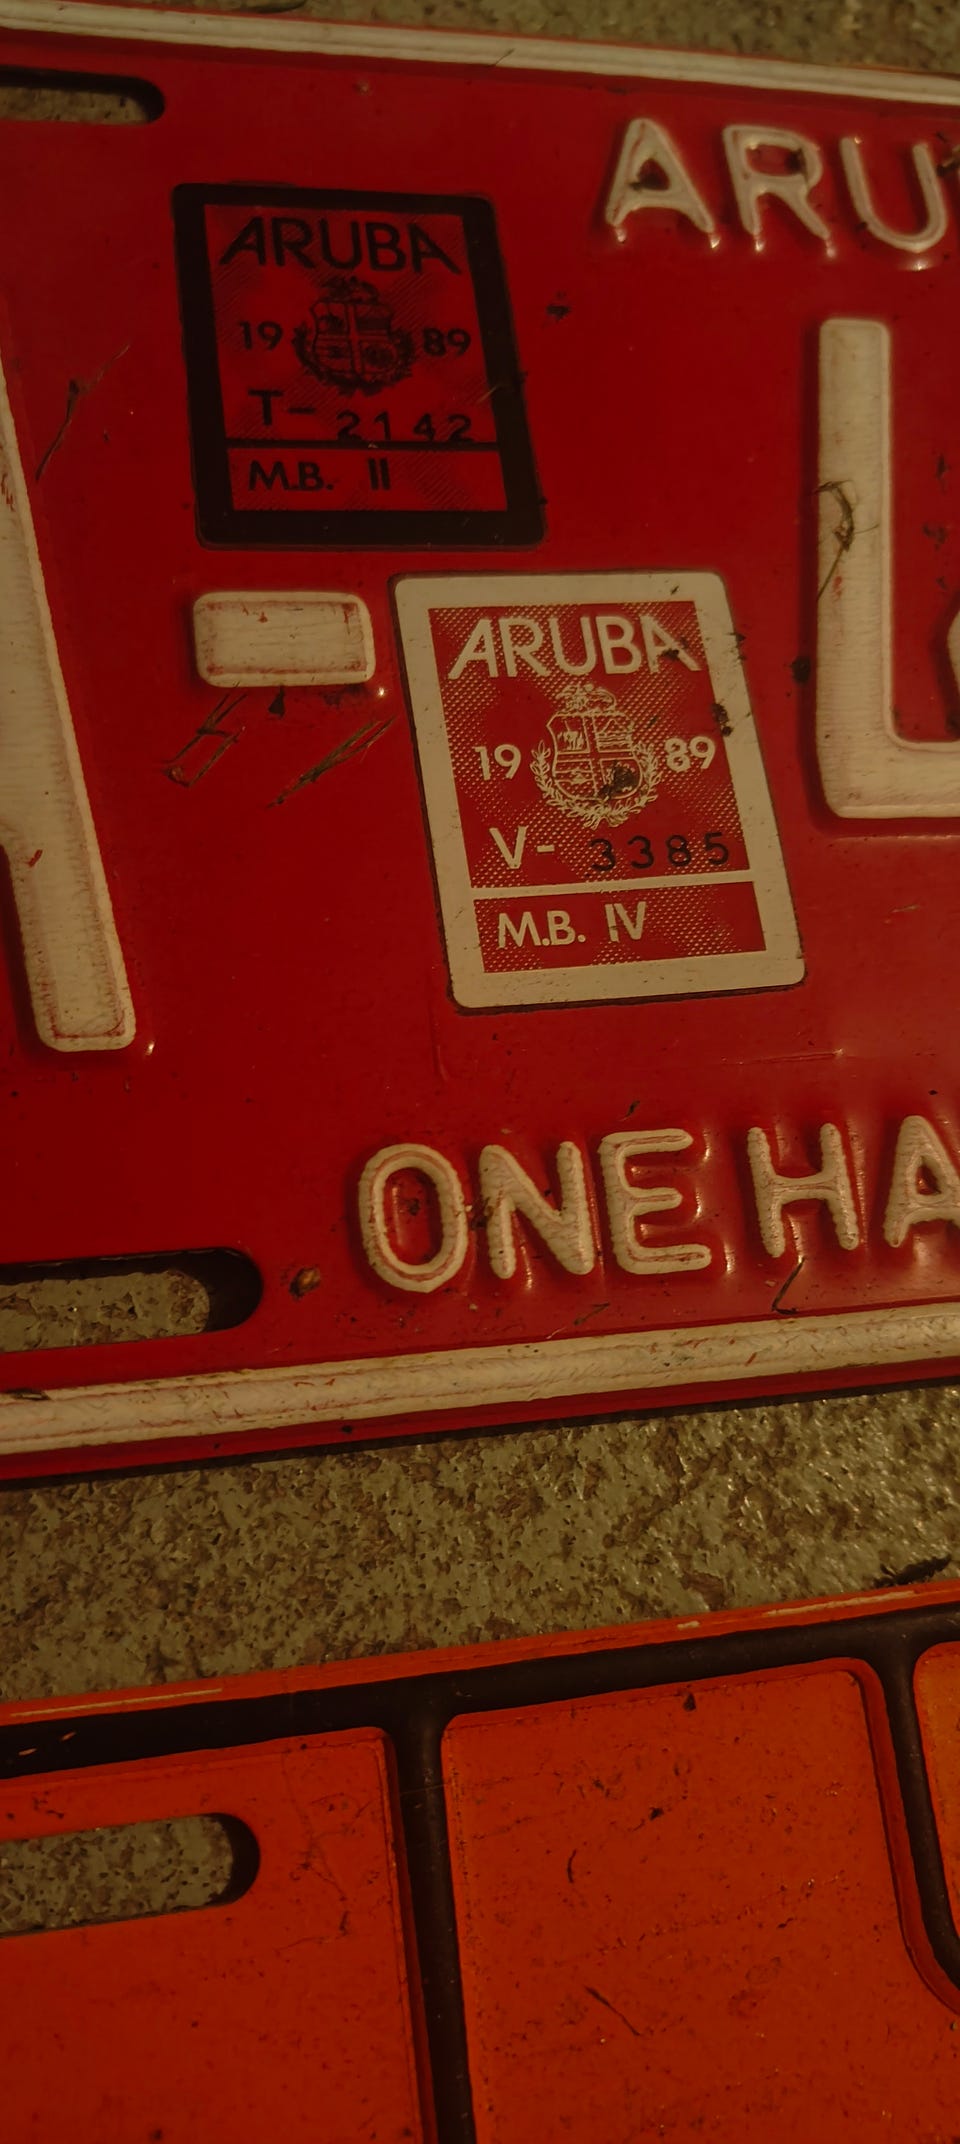 ARU
ARUBA
19 89
T- 2142
M.B. II
-
ARUBA
19 89
V- 3385
M.B. IV
ONE HA